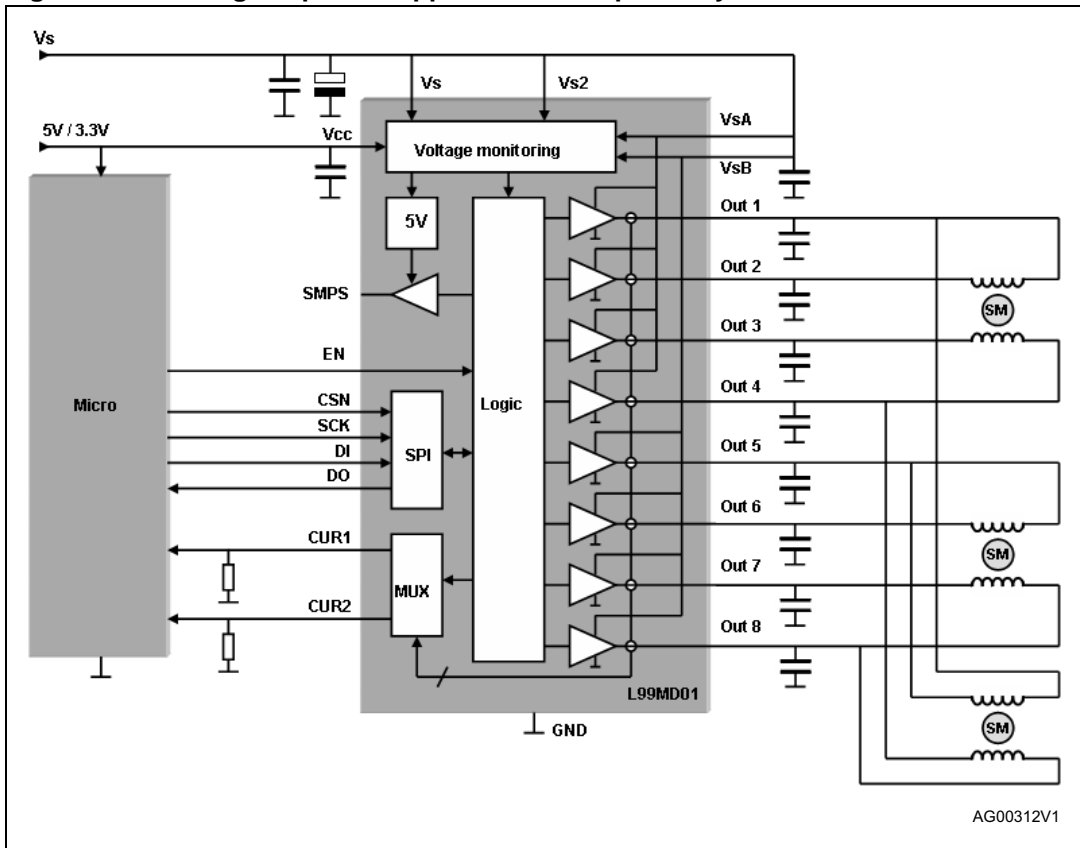 Vs
Vs
Vs2
5V / 3.3V
Vcc
VsA
Voltage monitoring
VsB
Out 1
5V
Out 2
SMPS
SM
Out 3
EN
Out 4
Micro
CSN
Logic
SCK
Out 5
DI
SPI
DO
Out 6
CUR1
SM
Out 7
MUX
CUR2
Out 8
L99MD01
SM
GND
AG00312V1